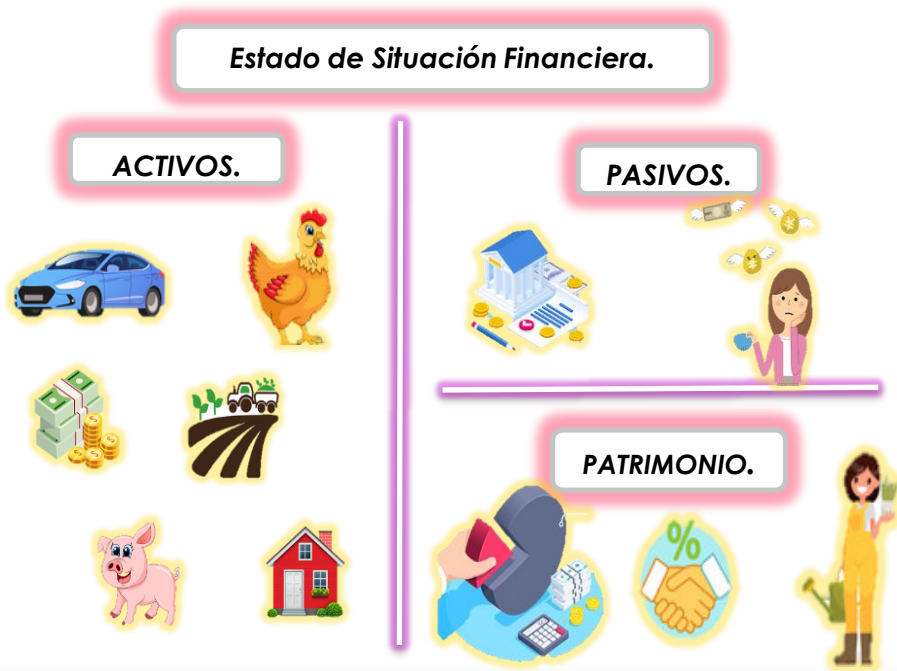 Estado de Situación Financiera.
ACTIVOS.
PASIVOS.
PATRIMONIO.
%